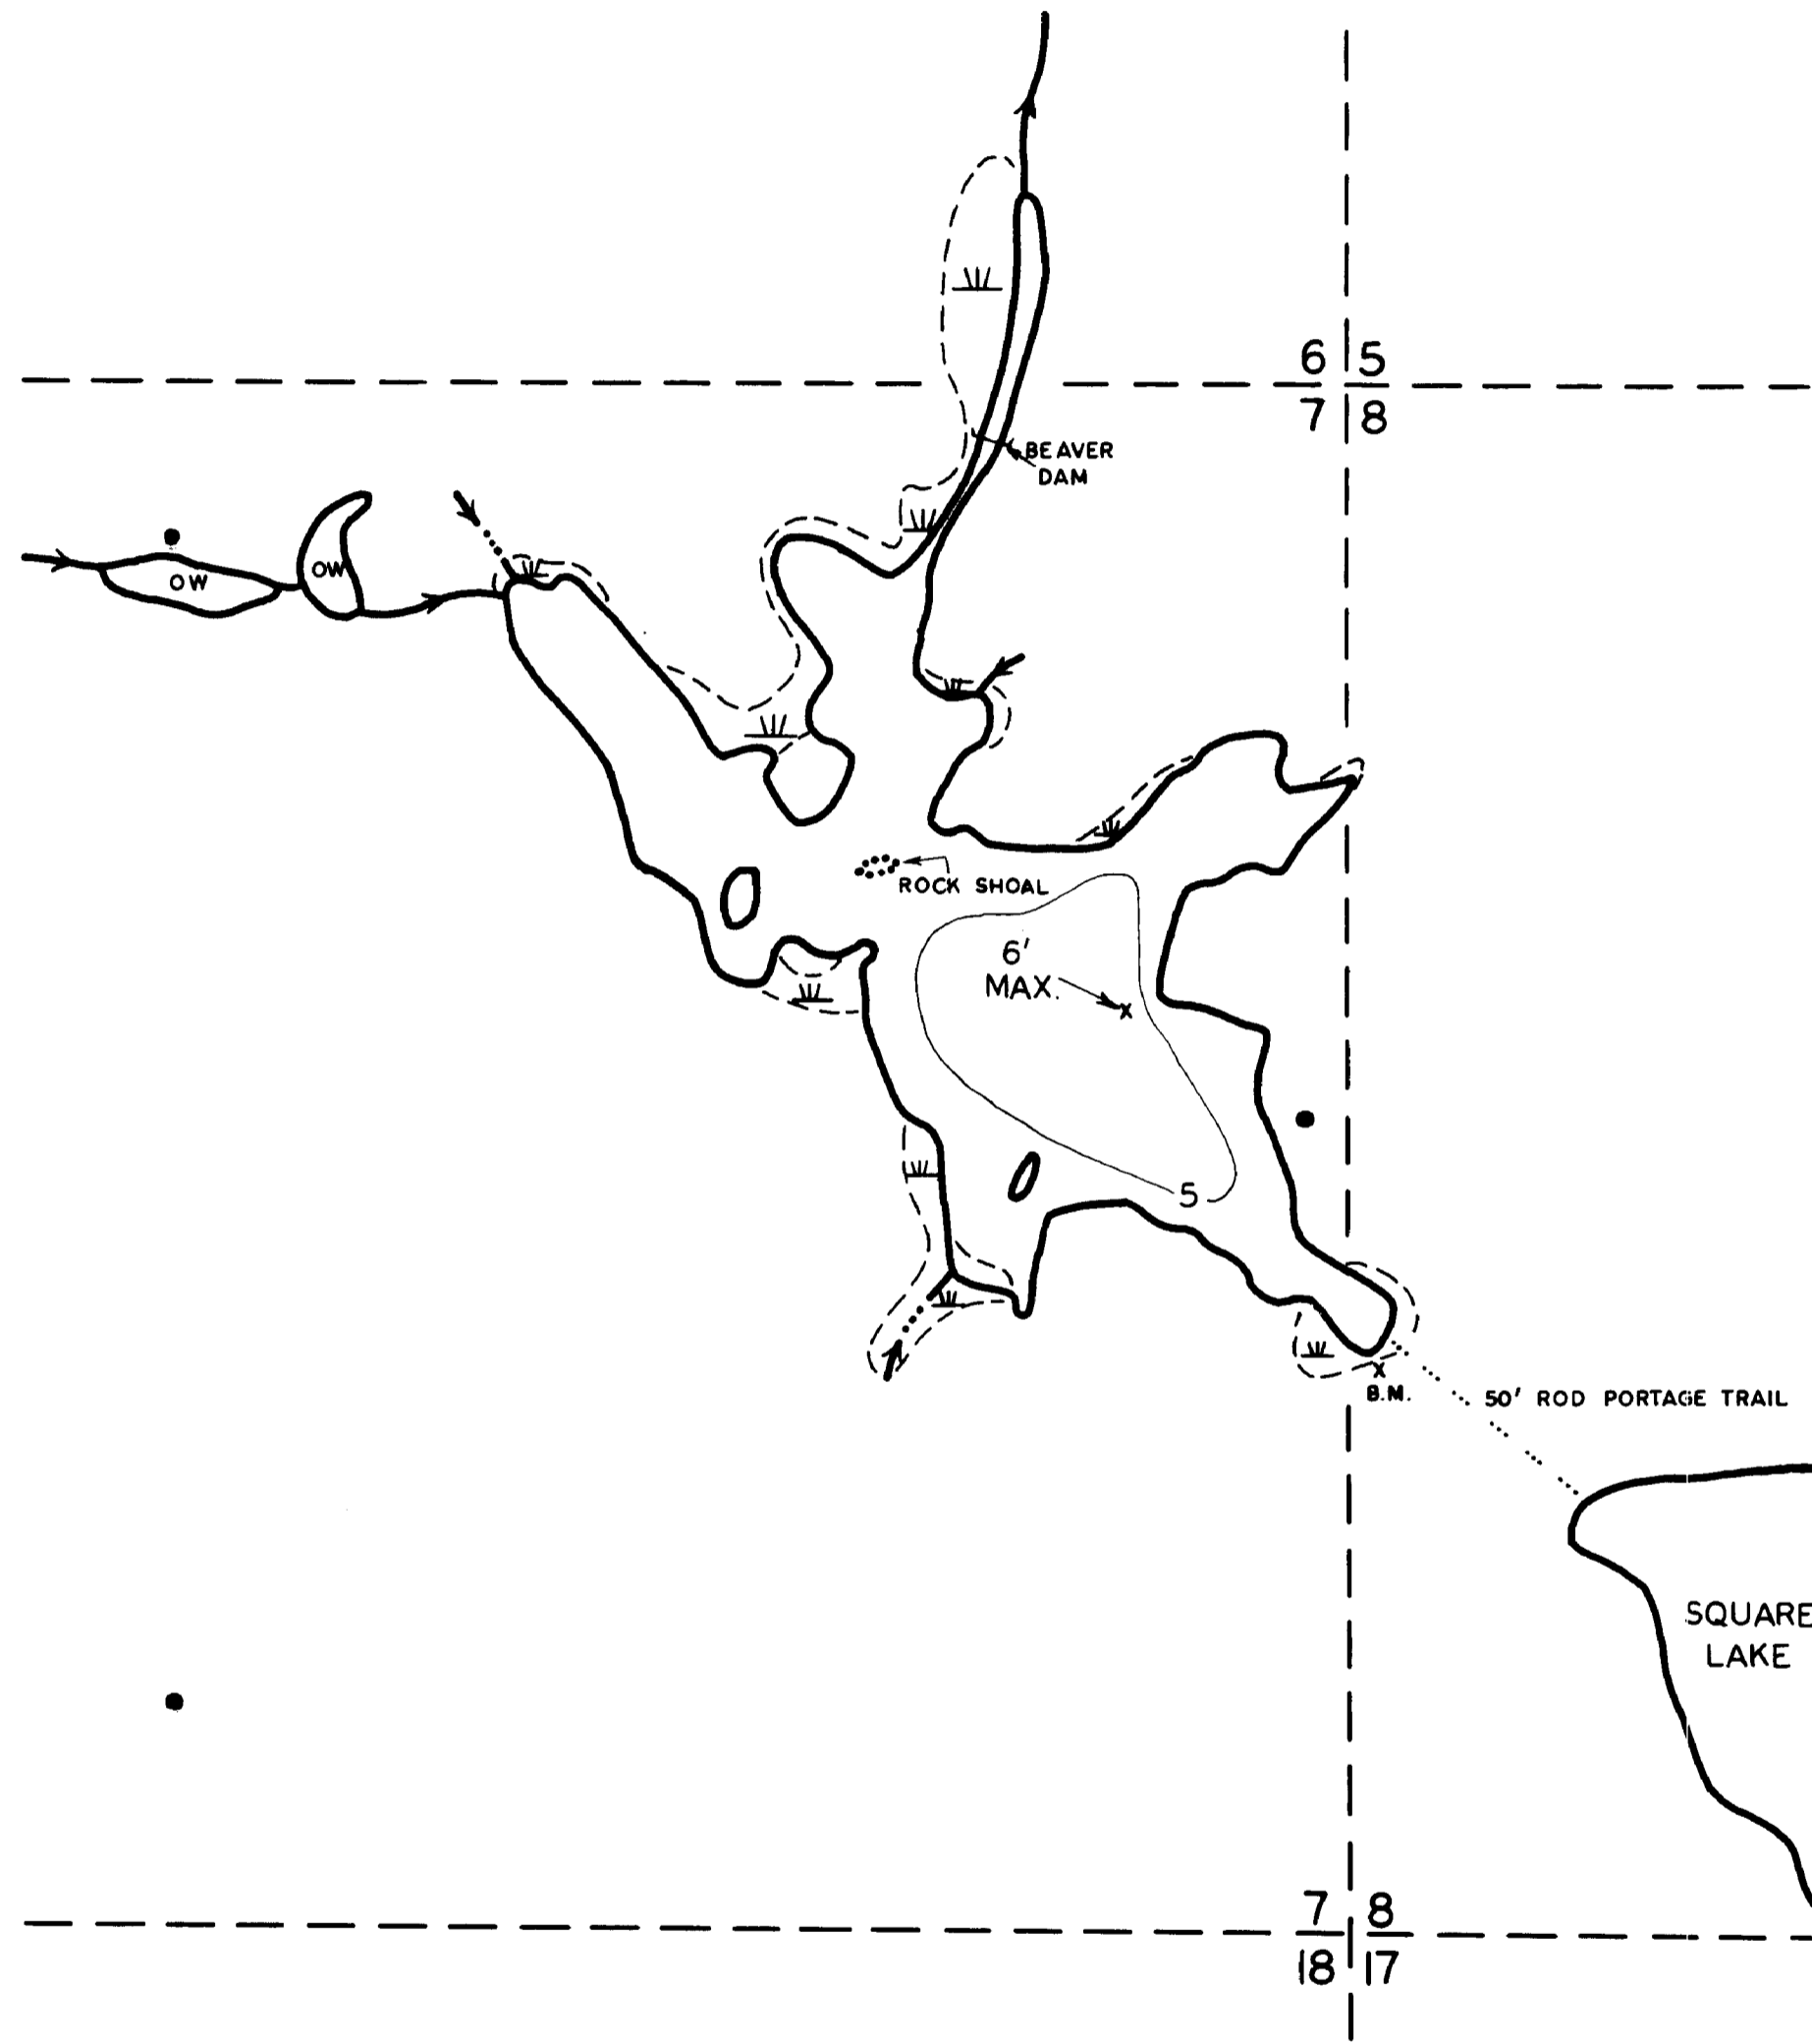 6 5
7 8
BEAVER
DAM
OW
OW
ROCK SHOAL
6'
MAX.
X
5
X
B.M.
50' ROD PORTAGE TRAIL
SQUARE
LAKE
7 8
18 17